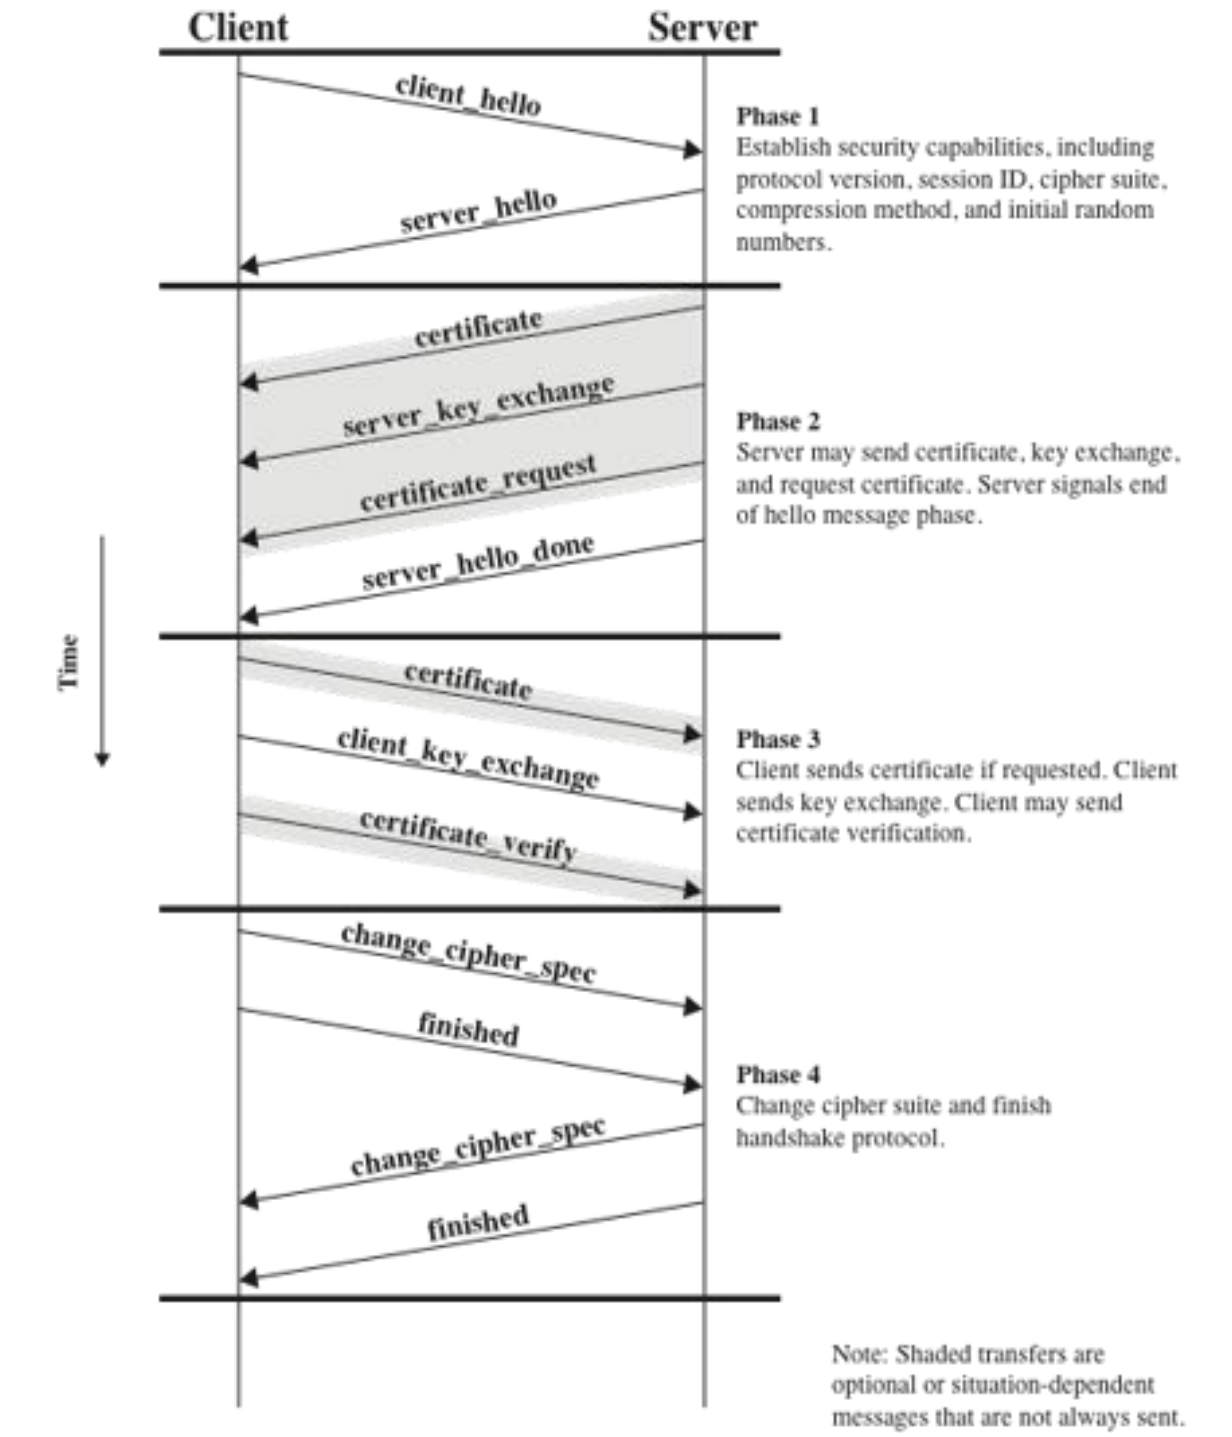 Client
Server
client_hello
server_hello
Phase 1
Establish security capabilities, including
protocol version, session ID, cipher suite,
compression method, and initial random
numbers.
certificate
server_key_exchange
certificate_request
server_hello_done
Phase 2
Server may send certificate, key exchange,
and request certificate. Server signals end
of hello message phase.
Time
certificate
client_key_exchange
certificate_verify
Phase 3
Client sends certificate if requested. Client
sends key exchange. Client may send
certificate verification.
change_cipher_spec
finished
change_cipher_spec
finished
Phase 4
Change cipher suite and finish
handshake protocol.
Note: Shaded transfers are
optional or situation-dependent
messages that are not always sent.